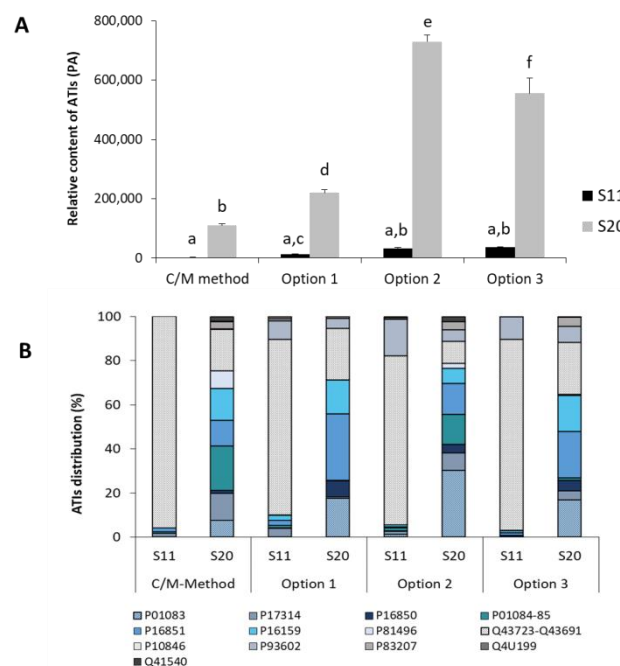 A
Relative content of ATIs (PA)
800,000
600,000
400,000
200,000
0
a
b
a,c
d
a,b
e
a,b
f
C/M method
Option 1
Option 2
Option 3
S11
S20
B
ATIs distribution (%)
100
80
60
40
20
0
S11 S20 S11 S20 S11 S20 S11 S20
C/M-Method Option 1 Option 2 Option 3
P01083 P17314 P16850 P01084-85
P16851 P16159 P81496 Q43723-Q43691
P10846 P93602 P83207 Q4U199
Q41540